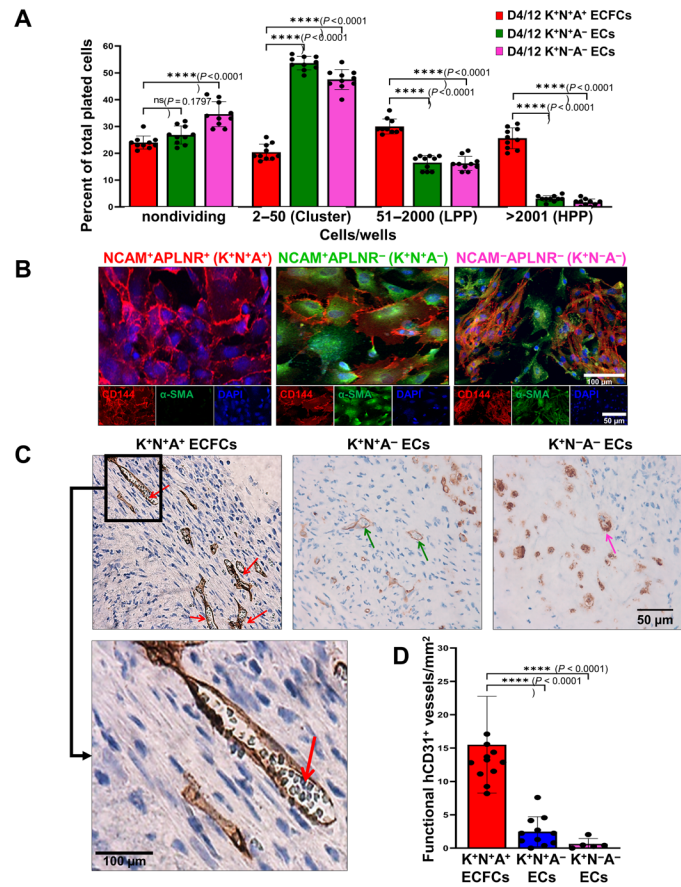 A
D4/12 K⁺N⁺A⁺ ECFCs
D4/12 K⁺N⁺A⁻ ECs
D4/12 K⁺N⁻A⁻ ECs
Percent of total plated cells
60
50
40
30
20
10
0
****(P<0.0001
)
ns(P=0.1797
)
****(P<0.0001
)
****(P<0.0001
)
****(P<0.0001
)
****(P<0.0001
)
****(P<0.0001
)
****(P<0.0001
)
nondividing
2–50 (Cluster)
51–2000 (LPP)
>2001 (HPP)
Cells/wells
B
NCAM⁺APLNR⁺ (K⁺N⁺A⁺)
NCAM⁺APLNR⁻ (K⁺N⁺A⁻)
NCAM⁻APLNR⁻ (K⁺N⁻A⁻)
100 μm
CD144
α-SMA
DAPI
CD144
α-SMA
DAPI
CD144
α-SMA
DAPI
50 μm
C
K⁺N⁺A⁺ ECFCs
K⁺N⁺A⁻ ECs
K⁺N⁻A⁻ ECs
50 μm
100 μm
D
Functional hCD31⁺ vessels/mm²
30
25
20
15
10
5
0
****(P<0.0001)
****(P<0.0001
)
K⁺N⁺A⁺
ECFCs
K⁺N⁺A⁻
ECs
K⁺N⁻A⁻
ECs